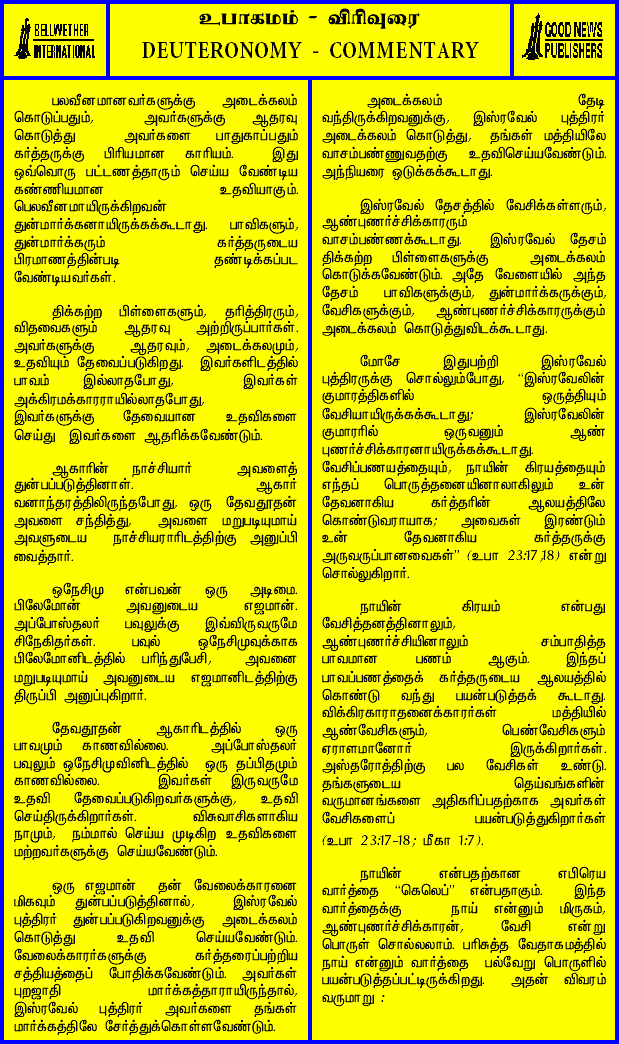 BELLWETHER
INTERNATIONAL
உபாகமம் - விரிவுரை
DEUTERONOMY - COMMENTARY
GOOD NEWS
PUBLISHERS
பலவீனமானவர்களுக்கு அடைக்கலம்
கொடுப்பதும், அவர்களுக்கு ஆதரவு
கொடுத்து அவர்களை பாதுகாப்பதும்
கர்த்தருக்கு பிரியமான காரியம். இது
ஒவ்வொரு பட்டணத்தாரும் செய்ய வேண்டிய
கண்ணியமான உதவியாகும்.
பெலவீனமாயிருக்கிறவன்
துன்மார்க்கனாயிருக்கக்கூடாது. பாவிகளும்,
துன்மார்க்கரும் கர்த்தருடைய
பிரமாணத்தின்படி தண்டிக்கப்பட
வேண்டியவர்கள்.
திக்கற்ற பிள்ளைகளும், தரித்திரரும்,
விதவைகளும் ஆதரவு அற்றிருப்பார்கள்.
அவர்களுக்கு ஆதரவும், அடைக்கலமும்,
உதவியும் தேவைப்படுகிறது. இவர்களிடத்தில்
பாவம் இல்லாதபோது, இவர்கள்
அக்கிரமக்காரராயில்லாதபோது,
இவர்களுக்கு தேவையான உதவிகளை
செய்து இவர்களை ஆதரிக்கவேண்டும்.
ஆகாரின் நாச்சியார் அவளைத்
துன்பப்படுத்தினாள். ஆகார்
வனாந்தரத்திலிருந்தபோது, ஒரு தேவதூதன்
அவளை சந்தித்து, அவளை மறுபடியுமாய்
அவளுடைய நாச்சியாரிடத்திற்கு அனுப்பி
வைத்தார்.
ஒநேசிமு என்பவன் ஒரு அடிமை.
பிலேமோன் அவனுடைய எஜமான்.
அப்போஸ்தலர் பவுலுக்கு இவ்விருவருமே
சிநேகிதர்கள். பவுல் ஒநேசிமுவுக்காக
பிலேமோனிடத்தில் பரிந்துபேசி, அவனை
மறுபடியுமாய் அவனுடைய எஜமானிடத்திற்கு
திருப்பி அனுப்புகிறார்.
தேவதூதன் ஆகாரிடத்தில் ஒரு
பாவமும் காணவில்லை. அப்போஸ்தலர்
பவுலும் ஒநேசிமுவினிடத்தில் ஒரு தப்பிதமும்
காணவில்லை. இவர்கள் இருவருமே
உதவி தேவைப்படுகிறவர்களுக்கு, உதவி
செய்திருக்கிறார்கள். விசுவாசிகளாகிய
நாமும், நம்மால் செய்ய முடிகிற உதவிகளை
மற்றவர்களுக்கு செய்யவேண்டும்.
ஒரு எஜமான் தன் வேலைக்காரனை
மிகவும் துன்பப்படுத்தினால், இஸ்ரவேல்
புத்திரர் துன்பப்படுகிறவனுக்கு அடைக்கலம்
கொடுத்து உதவி செய்யவேண்டும்.
வேலைக்காரர்களுக்கு கர்த்தரைப்பற்றிய
சத்தியத்தைப் போதிக்கவேண்டும். அவர்கள்
புறஜாதி மார்க்கத்தாராயிருந்தால்,
இஸ்ரவேல் புத்திரர் அவர்களை தங்கள்
மார்க்கத்திலே சேர்த்துக்கொள்ளவேண்டும்.
அடைக்கலம் தேடி
வந்திருக்கிறவனுக்கு, இஸ்ரவேல் புத்திரர்
அடைக்கலம் கொடுத்து, தங்கள் மத்தியிலே
வாசம்பண்ணுவதற்கு உதவிசெய்யவேண்டும்.
அந்நியரை ஒடுக்கக்கூடாது.
இஸ்ரவேல் தேசத்தில் வேசிக்கள்ளரும்,
ஆண்புணர்ச்சிக்காரரும்
வாசம்பண்ணக்கூடாது. இஸ்ரவேல் தேசம்
திக்கற்ற பிள்ளைகளுக்கு அடைக்கலம்
கொடுக்கவேண்டும். அதே வேளையில் அந்த
தேசம் பாவிகளுக்கும், துன்மார்க்கருக்கும்,
வேசிகளுக்கும், ஆண்புணர்ச்சிக்காரருக்கும்
அடைக்கலம் கொடுத்துவிடக்கூடாது.
மோசே இதுபற்றி இஸ்ரவேல்
புத்திரருக்கு சொல்லும்போது, “இஸ்ரவேலின்
குமாரத்திகளில் ஒருத்தியும்
வேசியாயிருக்கக்கூடாது; இஸ்ரவேலின்
குமாரரில் ஒருவனும் ஆண்
புணர்ச்சிக்காரனாயிருக்கக்கூடாது.
வேசிப்பணயத்தையும், நாயின் கிரயத்தையும்
எந்தப் பொருத்தனையினாலாகிலும் உன்
தேவனாகிய கர்த்தரின் ஆலயத்திலே
கொண்டுவராயாக; அவைகள் இரண்டும்
உன் தேவனாகிய கர்த்தருக்கு
அருவருப்பானவைகள்” (உபா 23:17,18) என்று
சொல்லுகிறார்.
நாயின் கிரயம் என்பது
வேசித்தனத்தினாலும்,
ஆண்புணர்ச்சியினாலும் சம்பாதித்த
பாவமான பணம் ஆகும். இந்தப்
பாவப்பணத்தைக் கர்த்தருடைய ஆலயத்தில்
கொண்டு வந்து பயன்படுத்தக் கூடாது.
விக்கிரகாராதனைக்காரர்கள் மத்தியில்
ஆண்வேசிகளும், பெண்வேசிகளும்
ஏராளமானோர் இருக்கிறார்கள்.
அஸ்தரோத்திற்கு பல வேசிகள் உண்டு.
தங்களுடைய தெய்வங்களின்
வருமானங்களை அதிகரிப்பதற்காக அவர்கள்
வேசிகளைப் பயன்படுத்துகிறார்கள்
(உபா 23:17-18; மீகா 1:7).
நாயின் என்பதற்கான எபிரெய
வார்த்தை “கெலெப்” என்பதாகும். இந்த
வார்த்தைக்கு நாய் என்னும் மிருகம்,
ஆண்புணர்ச்சிக்காரன், வேசி என்று
பொருள் சொல்லலாம். பரிசுத்த வேதாகமத்தில்
நாய் என்னும் வார்த்தை பல்வேறு பொருளில்
பயன்படுத்தப்பட்டிருக்கிறது. அதன் விவரம்
வருமாறு :